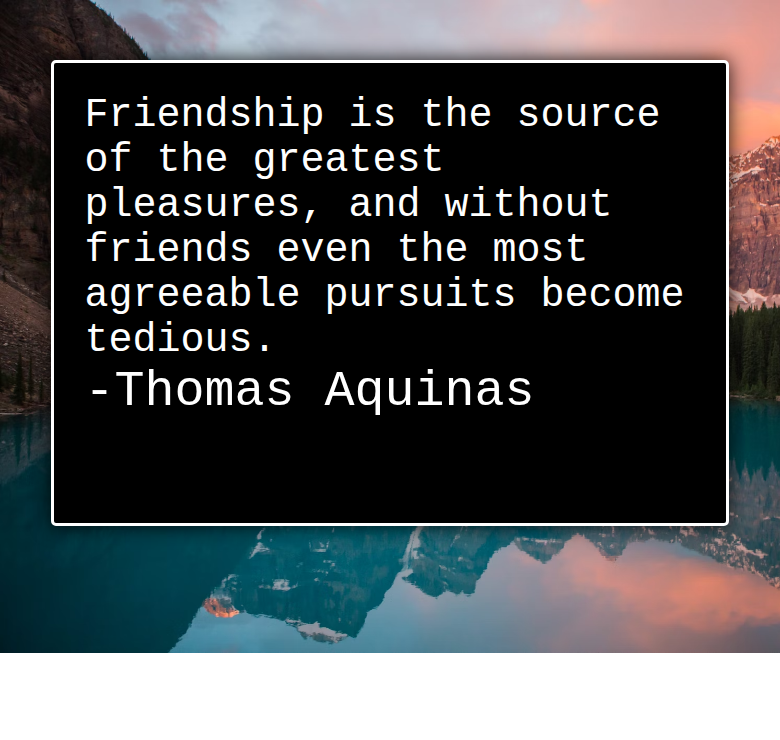 Friendship is the source
of the greatest
pleasures, and without
friends even the most
agreeable pursuits become
tedious.
-Thomas Aquinas